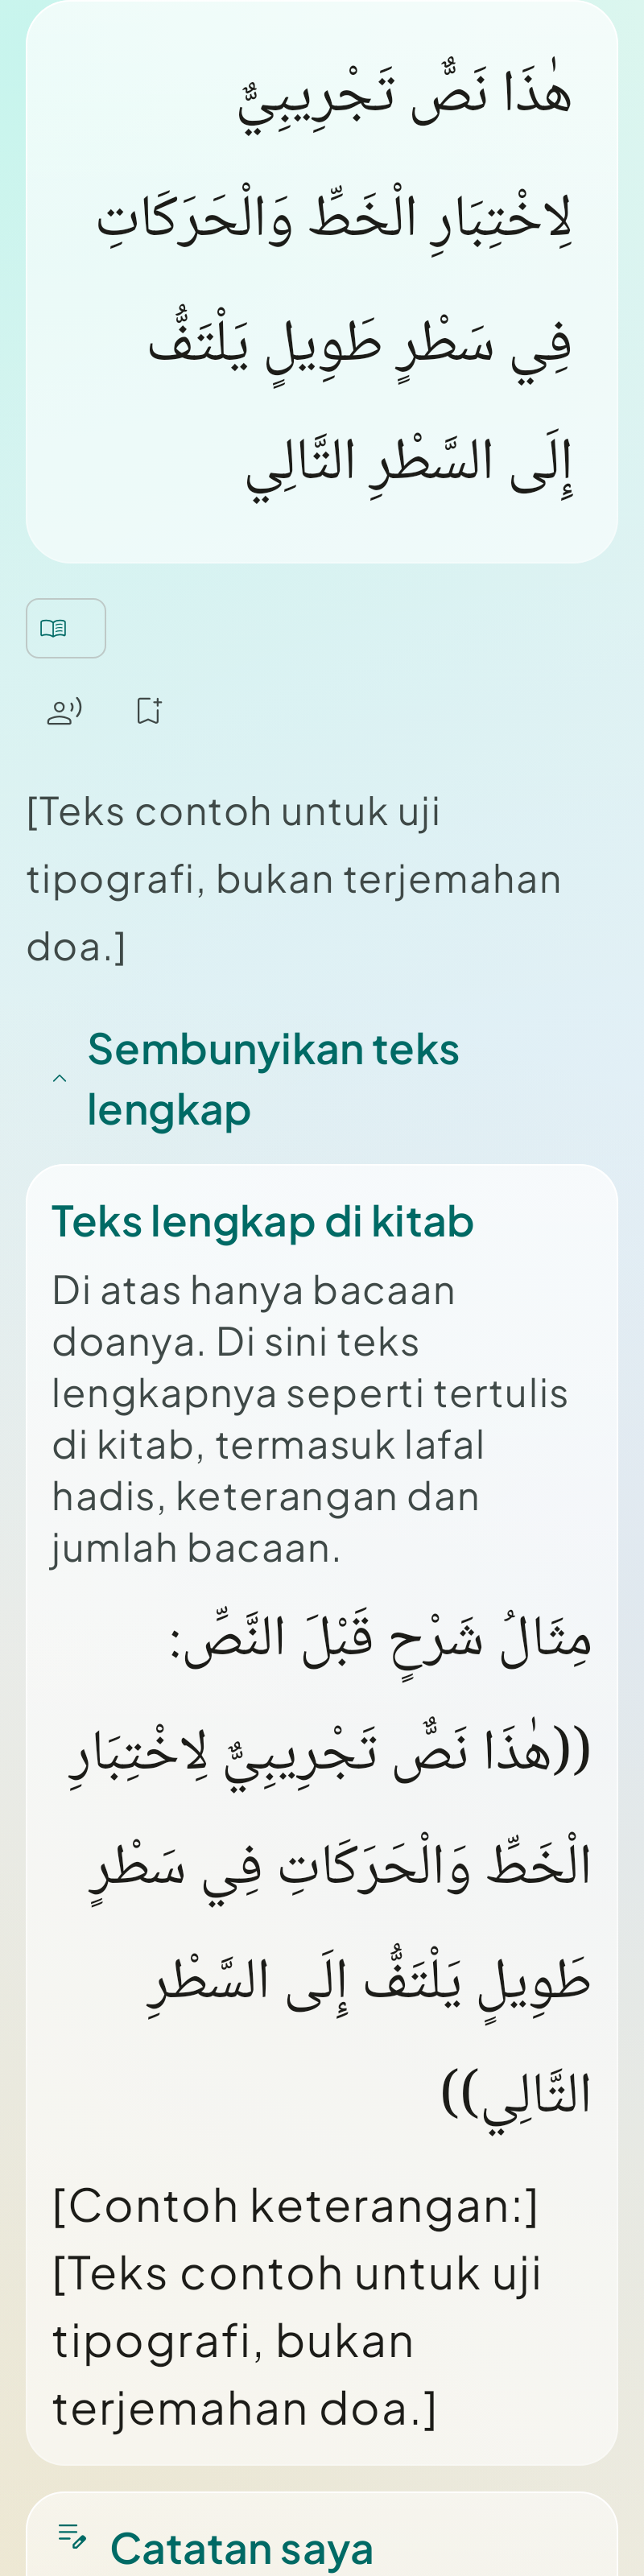 هٰذَا نَصٌّ تَجْرِيبِيٌّ
لِاخْتِبَارِ الْخَطِّ وَالْحَرَكَاتِ
فِي سَطْرٍ طَوِيلٍ يَلْتَفُّ
إِلَى السَّطْرِ التَّالِي
[Teks contoh untuk uji
tipografi, bukan terjemahan
doa.]
Sembunyikan teks
lengkap
Teks lengkap di kitab
Di atas hanya bacaan
doanya. Di sini teks
lengkapnya seperti tertulis
di kitab, termasuk lafal
hadis, keterangan dan
jumlah bacaan.
مِثَالُ شَرْحٍ قَبْلَ النَّصِّ:
((هٰذَا نَصٌّ تَجْرِيبِيٌّ لِاخْتِبَارِ
الْخَطِّ وَالْحَرَكَاتِ فِي سَطْرٍ
طَوِيلٍ يَلْتَفُّ إِلَى السَّطْرِ
التَّالِي))
[Contoh keterangan:]
[Teks contoh untuk uji
tipografi, bukan
terjemahan doa.]
Catatan saya